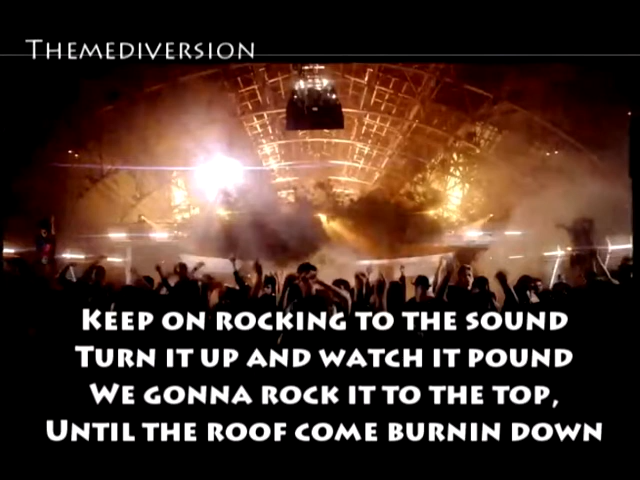 Themediversion
Keep on rocking to the sound
Turn it up and watch it pound
We gonna rock it to the top,
Until the roof come burnin down